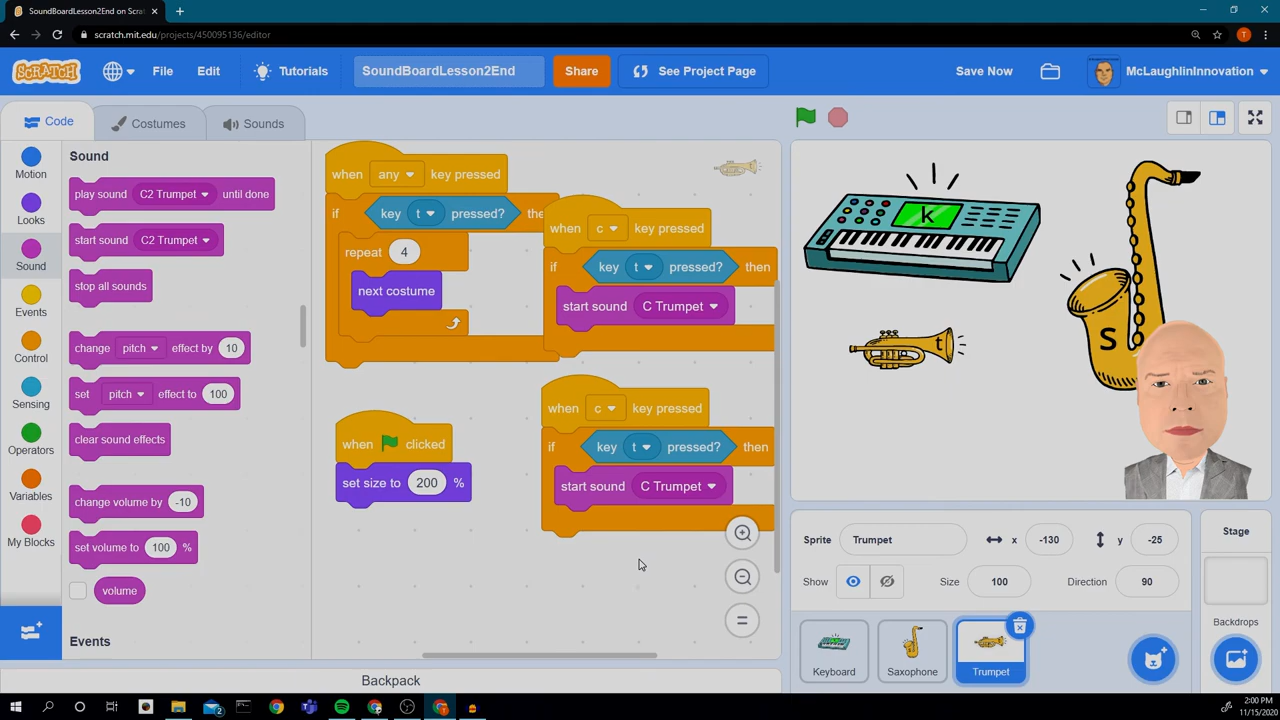 SoundBoardLesson2End on Scra
scratch.mit.edu/projects/450095136/editor
T
SCRATCH
File
Edit
Tutorials
SoundBoardLesson2End
Share
See Project Page
Save Now
McLaughlinInnovation
Code
Costumes
Sounds
Motion
Looks
Sound
Events
Control
Sensing
Operators
Variables
My Blocks
Sound
play sound C2 Trumpet until done
start sound C2 Trumpet
stop all sounds
change pitch effect by 10
set pitch effect to 100
clear sound effects
change volume by -10
set volume to 100 %
volume
Events
when any key pressed
if key t pressed? the
repeat 4
next costume
when c key pressed
if key t pressed? then
start sound C Trumpet
when clicked
set size to 200 %
when c key pressed
if key t pressed? then
start sound C Trumpet
Backpack
k
t
S
Sprite Trumpet x -130 y -25
Show Size 100 Direction 90
Keyboard
Saxophone
Trumpet
Stage
Backdrops
2:00 PM
11/15/2020